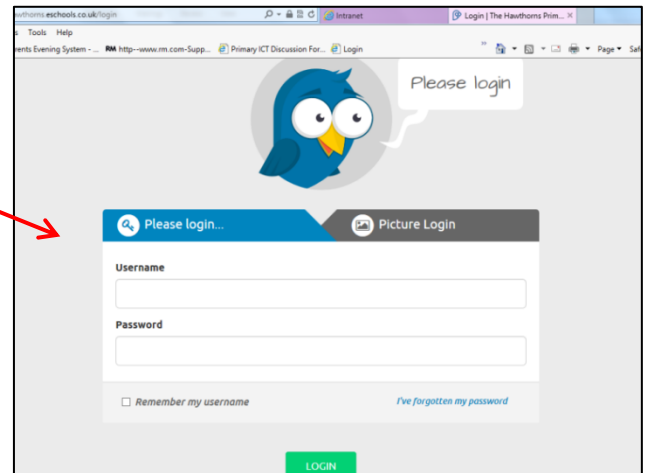 awthorns.eschools.co.uk/login Intranet Login | The Hawthorns Prim...
s Tools Help
rents Evening System - ... RM http--www.rm.com-Supp... Primary ICT Discussion For... Login Page Saf
Please login
Please login... Picture Login
Username
Password
Remember my username I've forgotten my password
LOGIN